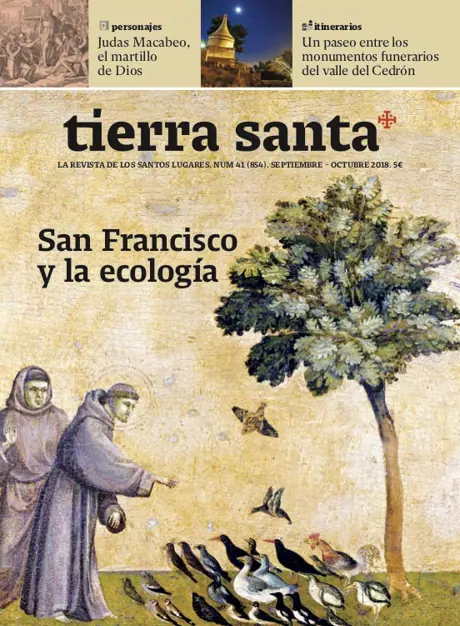 personajes
Judas Macabeo,
el martillo
de Dios
itinerarios
Un paseo entre los
monumentos funerarios
del valle del Cedrón
tierra santa
LA REVISTA DE LOS SANTOS LUGARES. NUM 41 (854). SEPTIEMBRE – OCTUBRE 2018. 5€
San Francisco
y la ecología